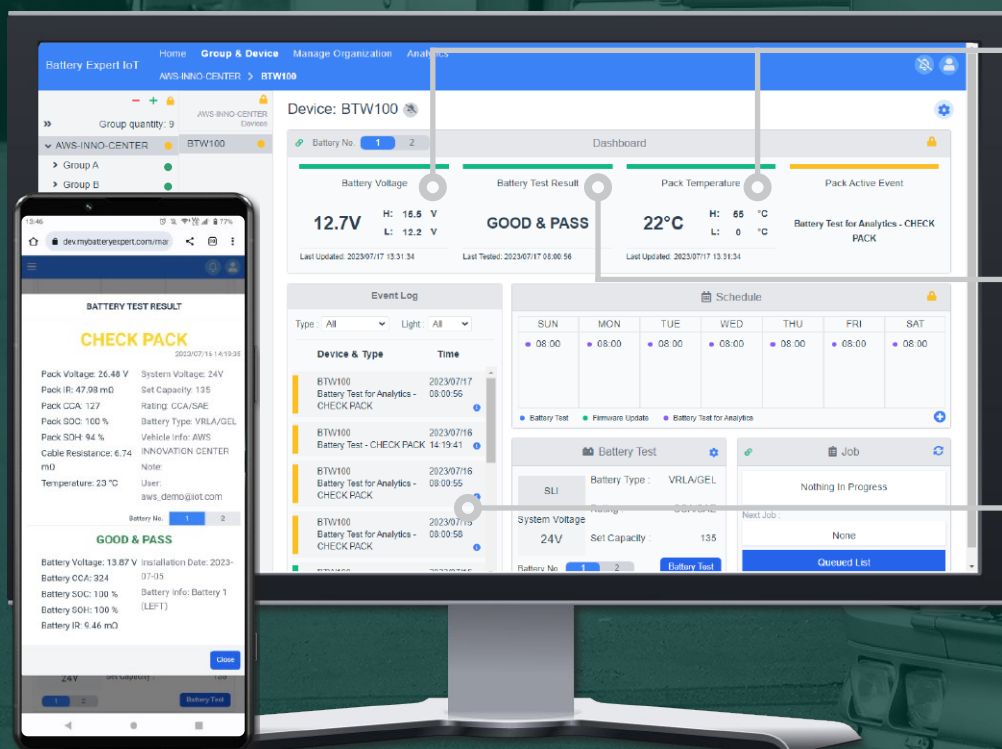 Battery Expert IoT
Home Group & Device Manage Organization Analytics
AWS-INNO-CENTER > BTW100
Group quantity: 9
AWS-INNO-CENTER
Group A
Group B
AWS-INNO-CENTER
Devices
BTW100
Device: BTW100
Battery No. 1 2
Dashboard
Battery Voltage
12.7V
H: 15.5 V
L: 12.2 V
Last Updated: 2023/07/17 13:31:34
Battery Test Result
GOOD & PASS
Last Tested: 2023/07/17 08:00:56
Pack Temperature
22°C
H: 55 °C
L: 0 °C
Last Updated: 2023/07/17 13:31:34
Pack Active Event
Battery Test for Analytics - CHECK
PACK
Event Log
Type : All Light : All
Device & Type Time
BTW100 2023/07/17
Battery Test for Analytics - 08:00:56
CHECK PACK
BTW100 2023/07/16
Battery Test - CHECK PACK 14:19:41
BTW100 2023/07/16
Battery Test for Analytics - 08:00:55
CHECK PACK
BTW100 2023/07/15
Battery Test for Analytics - 08:00:58
CHECK PACK
Schedule
SUN MON TUE WED THU FRI SAT
08:00 08:00 08:00 08:00 08:00 08:00 08:00
Battery Test Firmware Update Battery Test for Analytics
Battery Test
SLI
System Voltage
24V
Battery Type : VRLA/GEL
Set Capacity : 135
Battery No. 1 2
Battery Test
Job
Nothing In Progress
Next Job :
None
Queued List
13:46
77%
dev.mybatteryexpert.com/mar
BATTERY TEST RESULT
CHECK PACK
2023/07/16 14:19:35
Pack Voltage: 26.48 V
Pack IR: 47.98 mΩ
Pack CCA: 127
Pack SOC: 100 %
Pack SOH: 94 %
Cable Resistance: 6.74
mΩ
Temperature: 23 °C
System Voltage: 24V
Set Capacity: 135
Rating: CCA/SAE
Battery Type: VRLA/GEL
Vehicle Info: AWS
INNOVATION CENTER
Note:
User:
aws_demo@iot.com
Battery No. 1 2
GOOD & PASS
Battery Voltage: 13.87 V
Battery CCA: 324
Battery SOC: 100 %
Battery SOH: 100 %
Battery IR: 9.46 mΩ
Installation Date: 2023-
07-05
Battery Info: Battery 1
(LEFT)
Close
24V
1 2
Battery Test